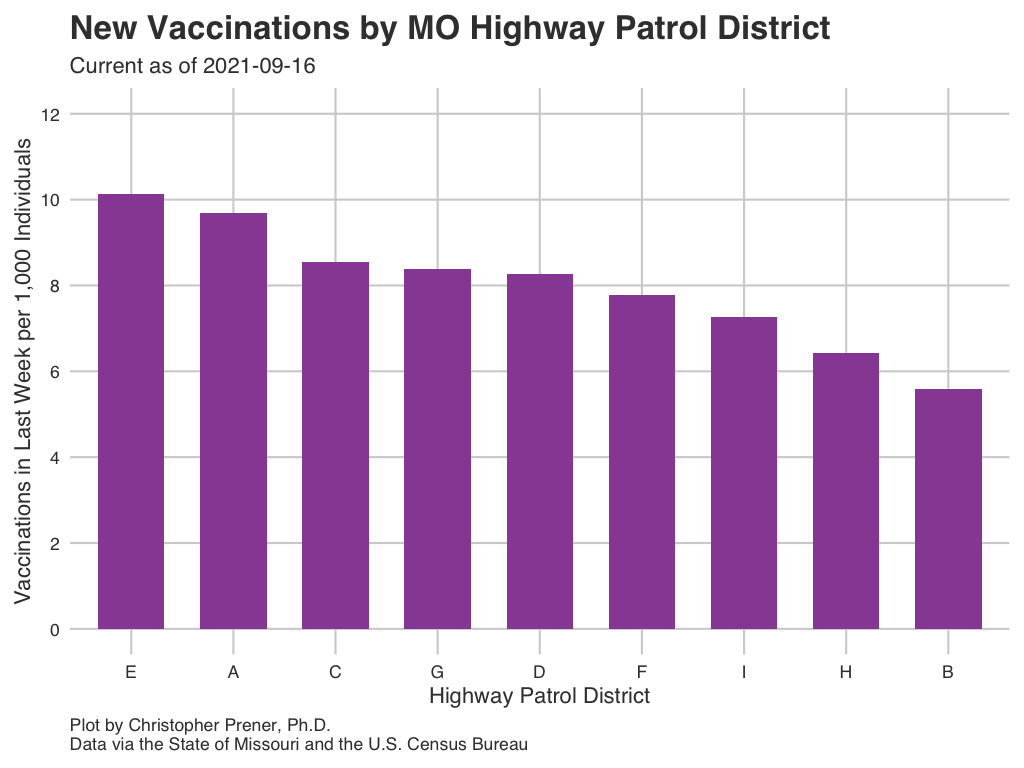 New Vaccinations by MO Highway Patrol District
Current as of 2021-09-16
Vaccinations in Last Week per 1,000 Individuals
12
10
8
6
4
2
0
E A C G D F I H B
Highway Patrol District
Plot by Christopher Prener, Ph.D.
Data via the State of Missouri and the U.S. Census Bureau